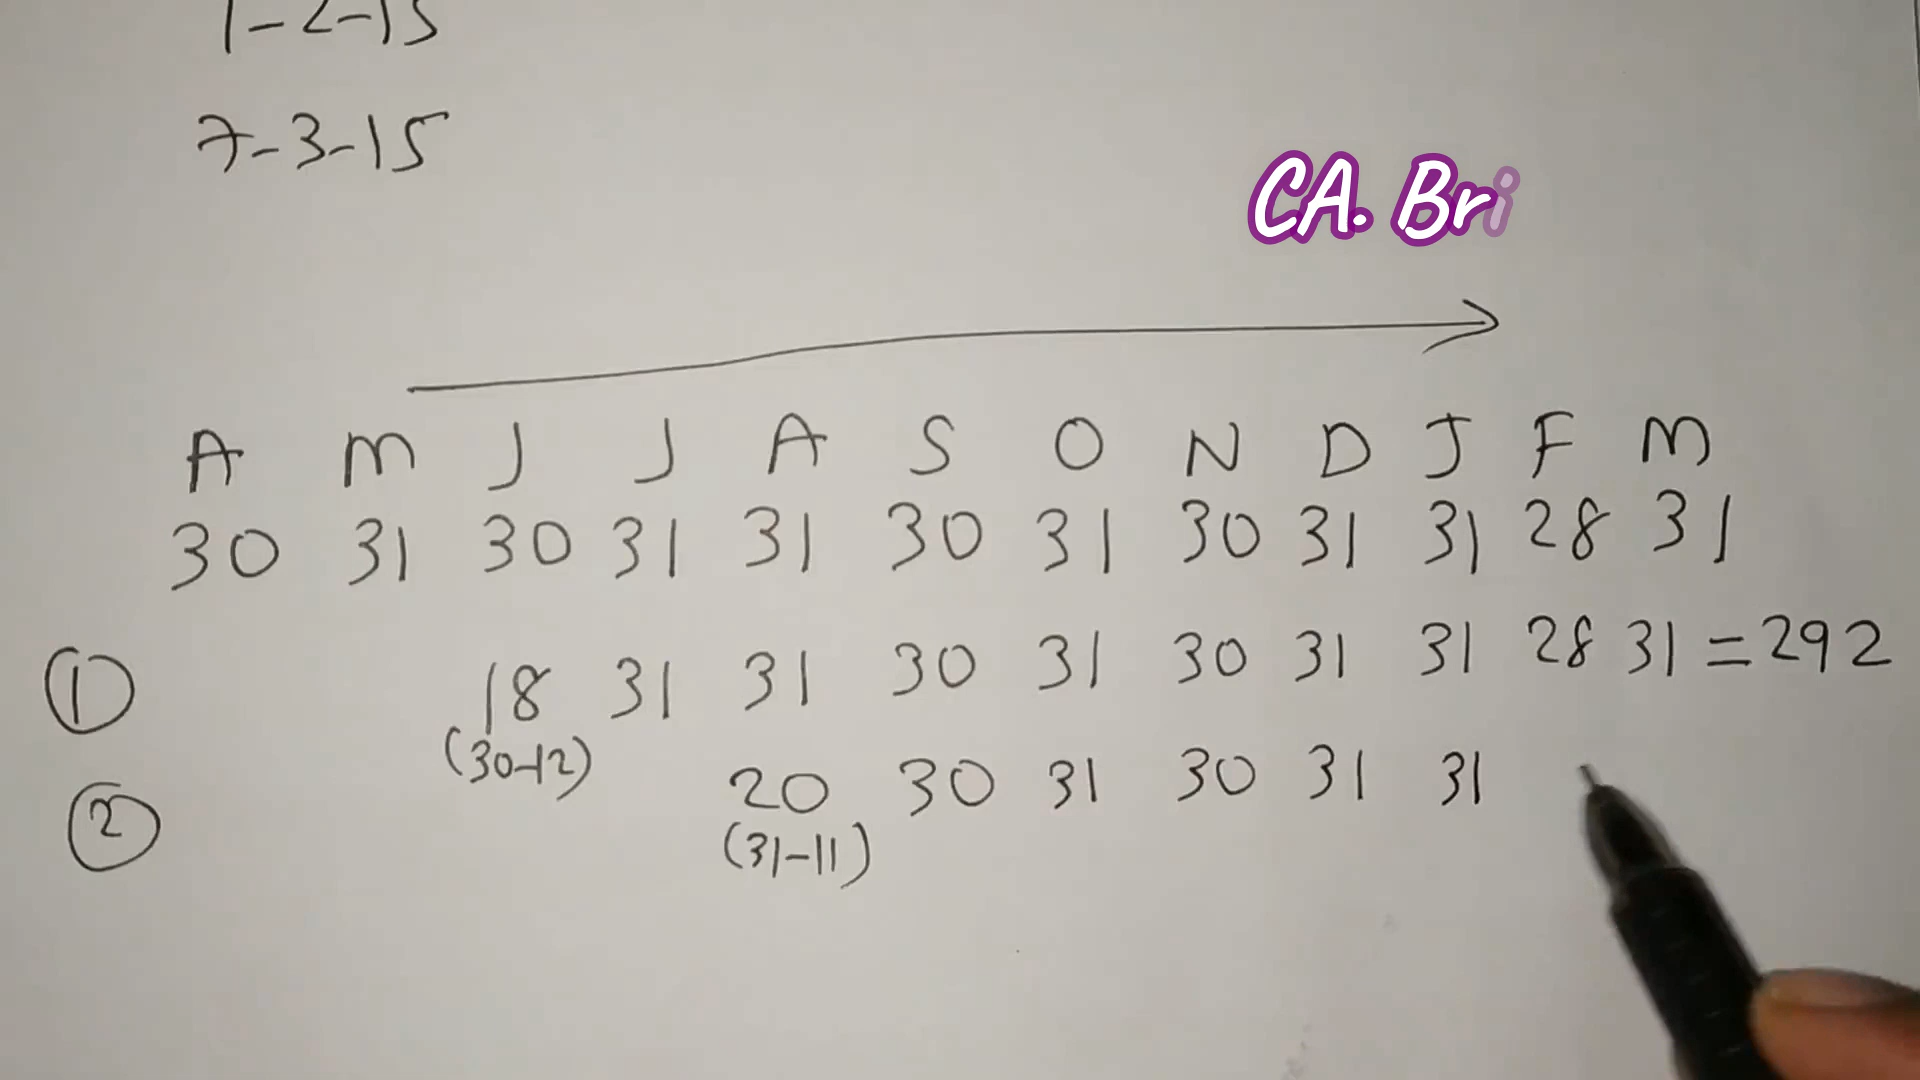 1-2-15
7-3-15
CA. Bri
A M J J A S O N D J F M
30 31 30 31 31 30 31 30 31 31 28 31
① 18 31 31 30 31 30 31 31 28 31 = 292
(30-12)
② 20 30 31 30 31 31
(31-11)